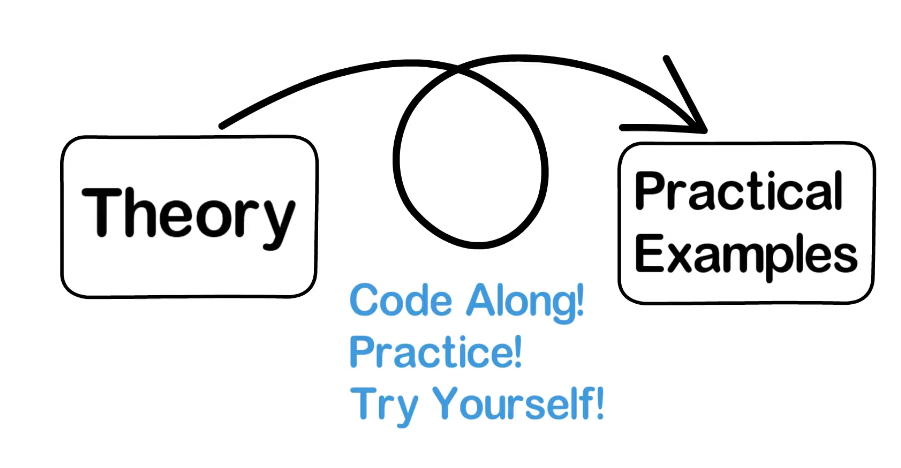 Theory
Practical
Examples
Code Along!
Practice!
Try Yourself!